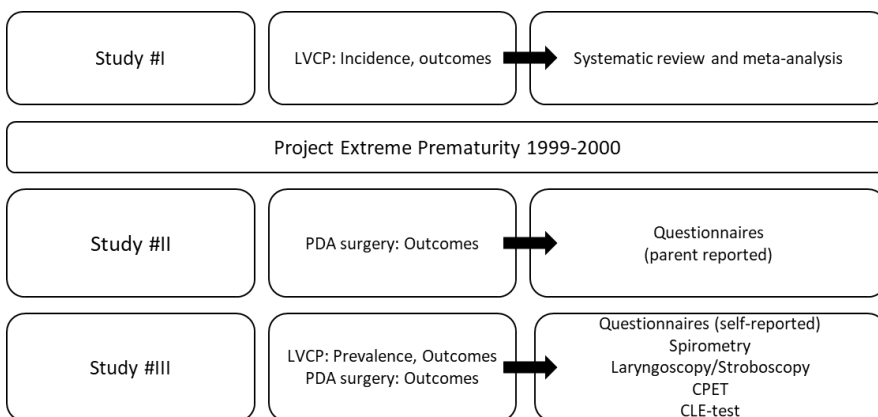 Study #I
LVCP: Incidence, outcomes
Systematic review and meta-analysis
Project Extreme Prematurity 1999-2000
Study #II
PDA surgery: Outcomes
Questionnaires
(parent reported)
Study #III
LVCP: Prevalence, Outcomes
PDA surgery: Outcomes
Questionnaires (self-reported)
Spirometry
Laryngoscopy/Stroboscopy
CPET
CLE-test